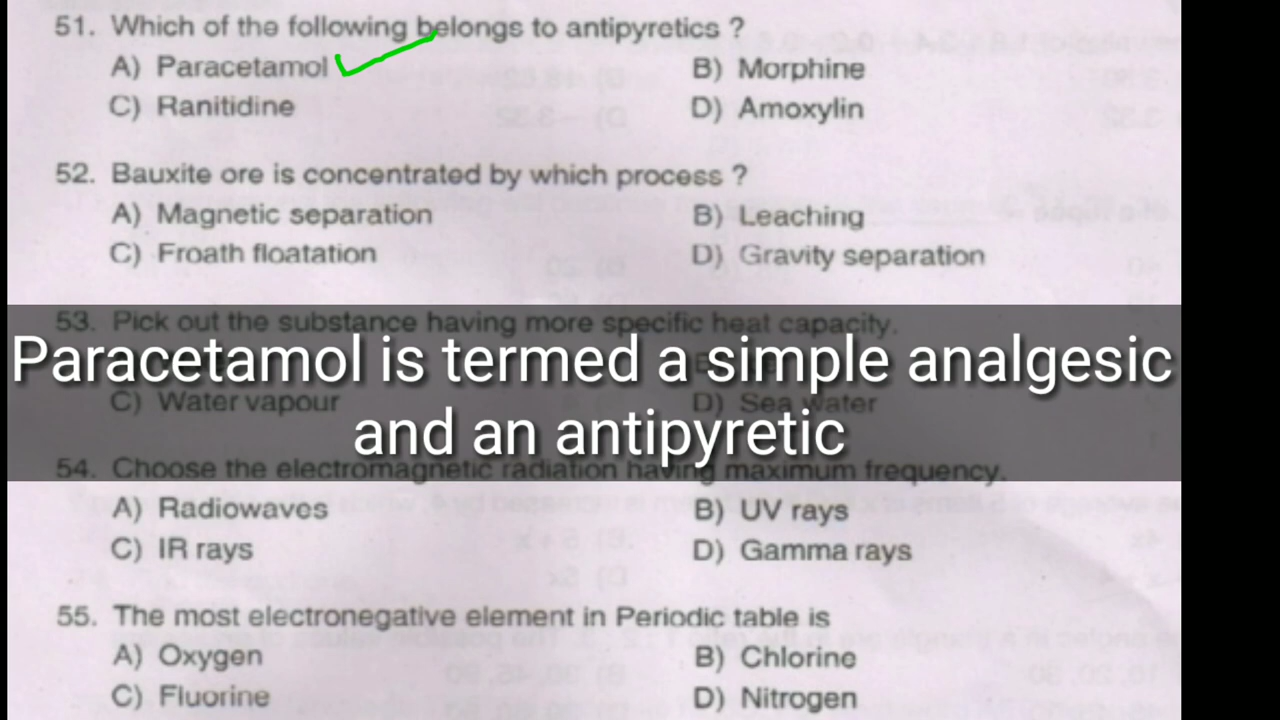 51. Which of the following belongs to antipyretics ?
A) Paracetamol B) Morphine
C) Ranitidine D) Amoxylin
52. Bauxite ore is concentrated by which process ?
A) Magnetic separation B) Leaching
C) Froath floatation D) Gravity separation
53. Pick out the substance having more specific heat capacity.
Paracetamol is termed a simple analgesic
C) Water vapour D) Sea water
and an antipyretic
54. Choose the electromagnetic radiation having maximum frequency.
A) Radiowaves B) UV rays
C) IR rays D) Gamma rays
55. The most electronegative element in Periodic table is
A) Oxygen B) Chlorine
C) Fluorine D) Nitrogen